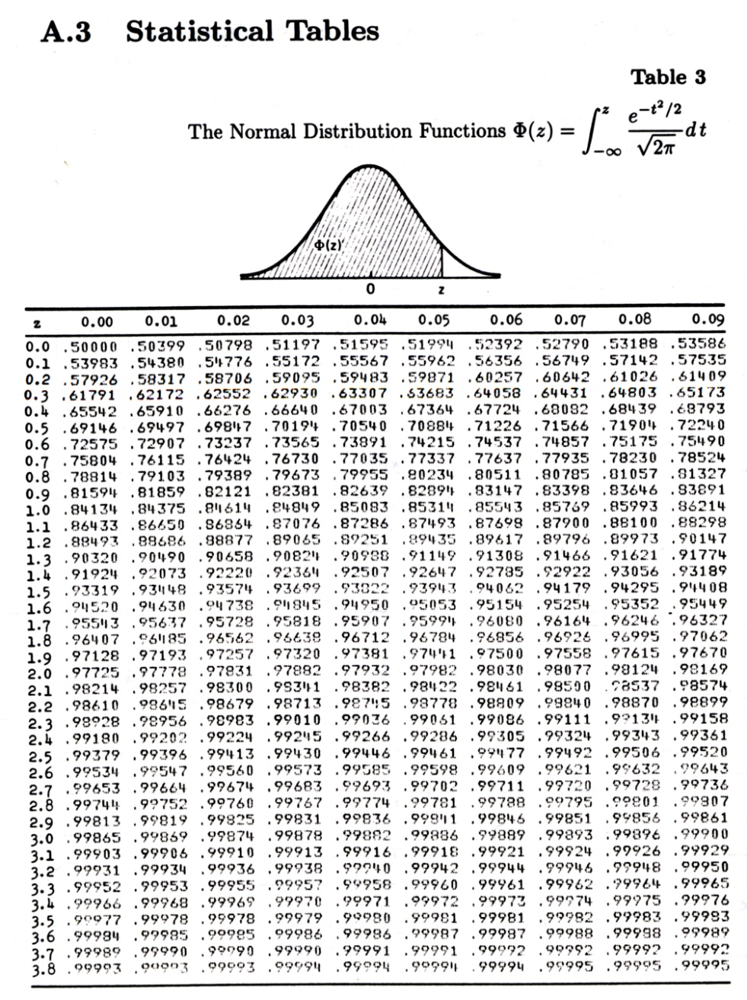 A.3 Statistical Tables
Table 3
The Normal Distribution Functions Φ(z) = ∫_{-∞}^{z} e^{-t²/2}/√2π dt
Φ(z)
0 z
z 0.00 0.01 0.02 0.03 0.04 0.05 0.06 0.07 0.08 0.09
0.0 .50000 .50399 .50798 .51197 .51595 .51994 .52392 .52790 .53188 .53586
0.1 .53983 .54380 .54776 .55172 .55567 .55962 .56356 .56749 .57142 .57535
0.2 .57926 .58317 .58706 .59095 .59483 .59871 .60257 .60642 .61026 .61409
0.3 .61791 .62172 .62552 .62930 .63307 .63683 .64058 .64431 .64803 .65173
0.4 .65542 .65910 .66276 .66640 .67003 .67364 .67724 .68082 .68439 .68793
0.5 .69146 .69497 .69847 .70194 .70540 .70884 .71226 .71566 .71904 .72240
0.6 .72575 .72907 .73237 .73565 .73891 .74215 .74537 .74857 .75175 .75490
0.7 .75804 .76115 .76424 .76730 .77035 .77337 .77637 .77935 .78230 .78524
0.8 .78814 .79103 .79389 .79673 .79955 .80234 .80511 .80785 .81057 .81327
0.9 .81594 .81859 .82121 .82381 .82639 .82894 .83147 .83398 .83646 .83891
1.0 .84134 .84375 .84614 .84849 .85083 .85314 .85543 .85769 .85993 .86214
1.1 .86433 .86650 .86864 .87076 .87286 .87493 .87698 .87900 .88100 .88298
1.2 .88493 .88686 .88877 .89065 .89251 .89435 .89617 .89796 .89973 .90147
1.3 .90320 .90490 .90658 .90824 .90988 .91149 .91308 .91466 .91621 .91774
1.4 .91924 .92073 .92220 .92364 .92507 .92647 .92785 .92922 .93056 .93189
1.5 .93319 .93448 .93574 .93699 .93822 .93943 .94062 .94179 .94295 .94408
1.6 .94520 .94630 .94738 .94845 .94950 .95053 .95154 .95254 .95352 .95449
1.7 .95543 .95637 .95728 .95818 .95907 .95994 .96080 .96164 .96246 .96327
1.8 .96407 .96485 .96562 .96638 .96712 .96784 .96856 .96926 .96995 .97062
1.9 .97128 .97193 .97257 .97320 .97381 .97441 .97500 .97558 .97615 .97670
2.0 .97725 .97778 .97831 .97882 .97932 .97982 .98030 .98077 .98124 .98169
2.1 .98214 .98257 .98300 .98341 .98382 .98422 .98461 .98500 .98537 .98574
2.2 .98610 .98645 .98679 .98713 .98745 .98778 .98809 .98840 .98870 .98899
2.3 .98928 .98956 .98983 .99010 .99036 .99061 .99086 .99111 .99134 .99158
2.4 .99180 .99202 .99224 .99245 .99266 .99286 .99305 .99324 .99343 .99361
2.5 .99379 .99396 .99413 .99430 .99446 .99461 .99477 .99492 .99506 .99520
2.6 .99534 .99547 .99560 .99573 .99585 .99598 .99609 .99621 .99632 .99643
2.7 .99653 .99664 .99674 .99683 .99693 .99702 .99711 .99720 .99728 .99736
2.8 .99744 .99752 .99760 .99767 .99774 .99781 .99788 .99795 .99801 .99807
2.9 .99813 .99819 .99825 .99831 .99836 .99841 .99846 .99851 .99856 .99861
3.0 .99865 .99869 .99874 .99878 .99882 .99886 .99889 .99893 .99896 .99900
3.1 .99903 .99906 .99910 .99913 .99916 .99918 .99921 .99924 .99926 .99929
3.2 .99931 .99934 .99936 .99938 .99940 .99942 .99944 .99946 .99948 .99950
3.3 .99952 .99953 .99955 .99957 .99958 .99960 .99961 .99962 .99964 .99965
3.4 .99966 .99968 .99969 .99970 .99971 .99972 .99973 .99974 .99975 .99976
3.5 .99977 .99978 .99978 .99979 .99980 .99981 .99981 .99982 .99983 .99983
3.6 .99984 .99985 .99985 .99986 .99986 .99987 .99987 .99988 .99988 .99989
3.7 .99989 .99990 .99990 .99990 .99991 .99991 .99992 .99992 .99992 .99992
3.8 .99993 .99993 .99993 .99994 .99994 .99994 .99994 .99995 .99995 .99995